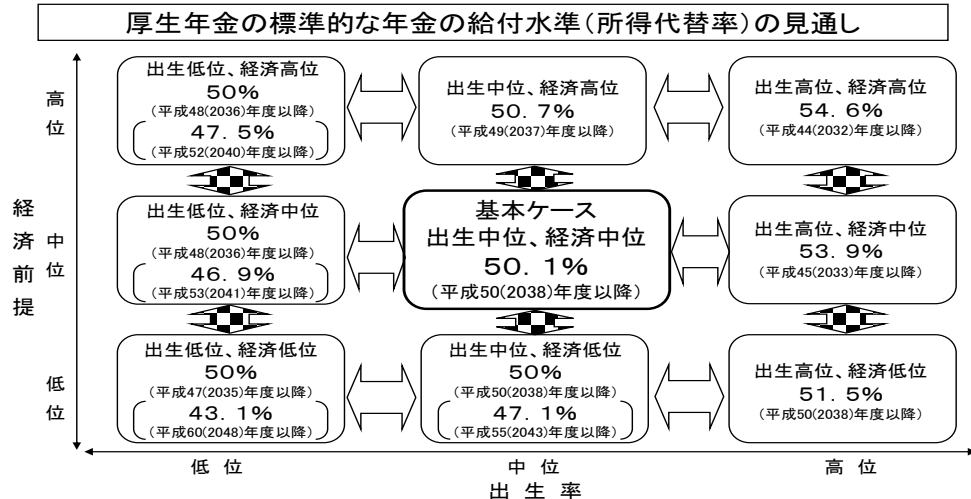 厚生年金の標準的な年金の給付水準（所得代替率）の見通し
出生低位、経済高位
50%
(平成48(2036)年度以降)
47．5%
(平成52(2040)年度以降)
出生中位、経済高位
50．7%
(平成49(2037)年度以降)
出生高位、経済高位
54．6%
(平成44(2032)年度以降)
高位
出生低位、経済中位
50%
(平成48(2036)年度以降)
46．9%
(平成53(2041)年度以降)
基本ケース
出生中位、経済中位
50．1%
(平成50(2038)年度以降)
出生高位、経済中位
53．9%
(平成45(2033)年度以降)
経済前提
中位
出生低位、経済低位
50%
(平成47(2035)年度以降)
43．1%
(平成60(2048)年度以降)
出生中位、経済低位
50%
(平成50(2038)年度以降)
47．1%
(平成55(2043)年度以降)
出生高位、経済低位
51．5%
(平成50(2038)年度以降)
低位
低 位
中 位
高 位
出 生 率